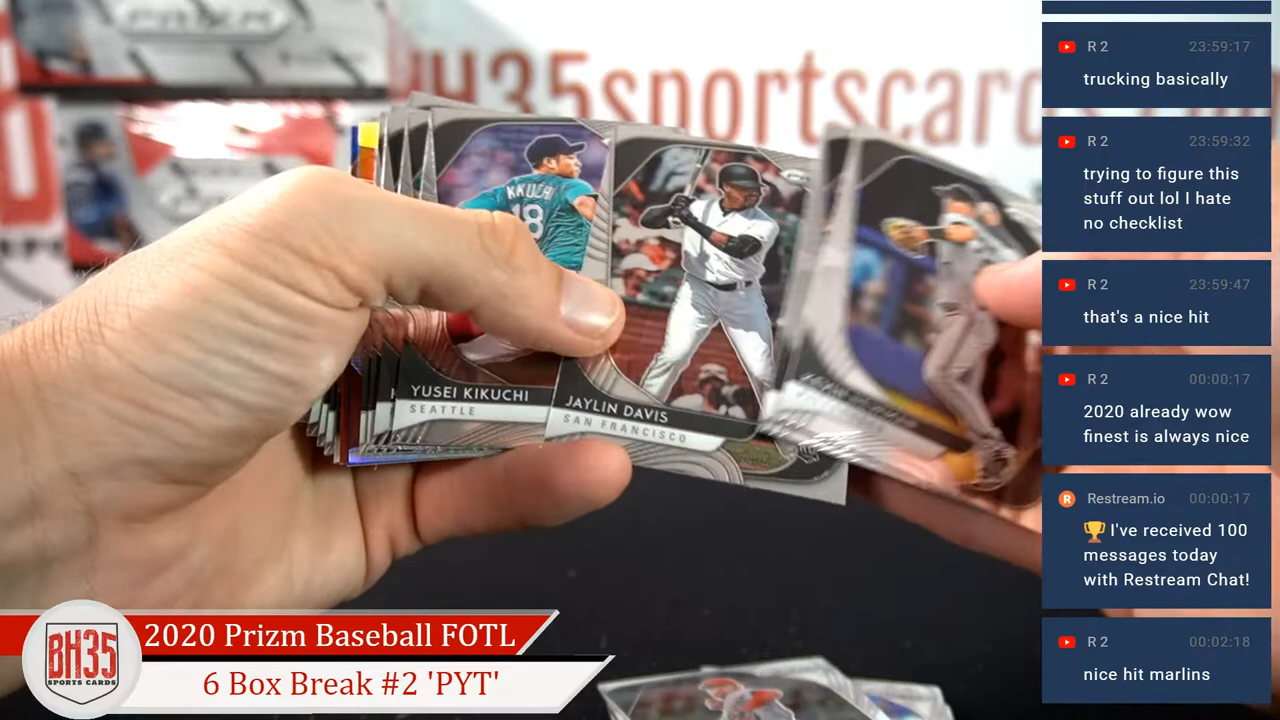 PRIZM
BH35sportscards
KIKUCHI
18
YUSEI KIKUCHI
SEATTLE
JAYLIN DAVIS
SAN FRANCISCO
R 2 23:59:17
trucking basically
R 2 23:59:32
trying to figure this
stuff out lol I hate
no checklist
R 2 23:59:47
that's a nice hit
R 2 00:00:17
2020 already wow
finest is always nice
Restream.io 00:00:17
🏆 I've received 100
messages today
with Restream Chat!
R 2 00:02:18
nice hit marlins
BH35
SPORTS CARDS
2020 Prizm Baseball FOTL
6 Box Break #2 'PYT'